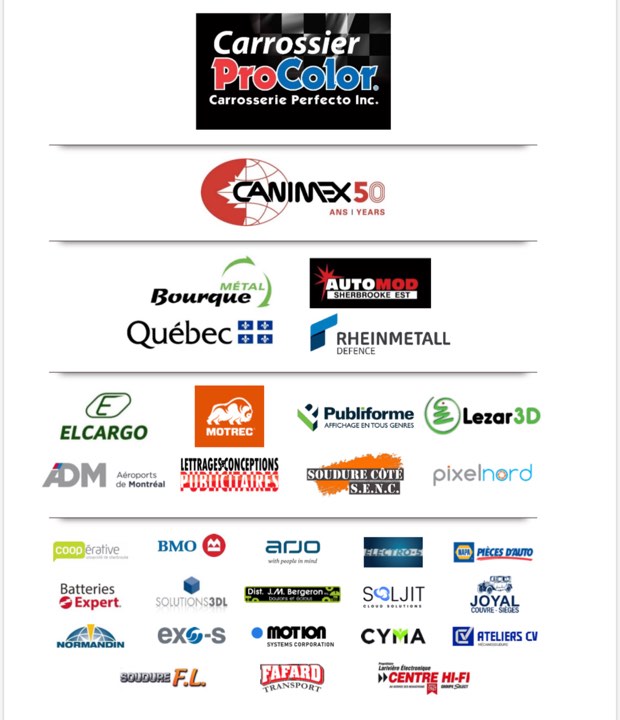 Carrossier
ProColor®
Carrosserie Perfecto Inc.
CANIMEX 50
ANS | YEARS
MÉTAL
Bourque
AUTOMOD
SHERBROOKE EST
Québec
RHEINMETALL
DEFENCE
ELCARGO
MOTREC
Publiforme
AFFICHAGE EN TOUS GENRES
Lezar3D
ADM Aéroports
de Montréal
LETTRAGES & CONCEPTIONS
PUBLICITAIRES
SOUDURE CÔTÉ
S.E.N.C.
pixelnord
coopérative
BMO
arjo
with people in mind
ELECTRO-5
NAPA PIÈCES D'AUTO
Batteries
Expert
SOLUTIONS3DL
Dist. J.M. Bergeron
SOLJIT
CLOUD SOLUTIONS
JOYAL
COUVRE-SIÈGES
NORMANDIN
exo-s
MOTION
SYSTEMS CORPORATION
CYMA
CV ATELIERS CV
SOUDURE F.L.
FAFARD
TRANSPORT
Larivière Électronique
CENTRE HI-FI